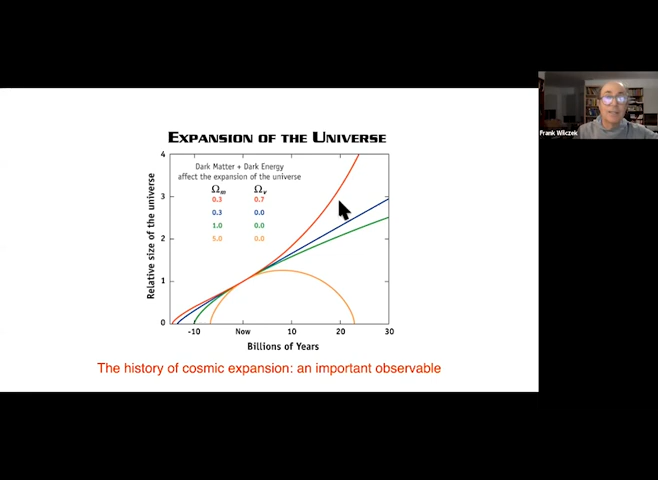 EXPANSION OF THE UNIVERSE
Dark Matter + Dark Energy
affect the expansion of the universe
Ωm Ωv
0.3 0.7
0.3 0.0
1.0 0.0
5.0 0.0
Relative size of the universe
4
3
2
1
0
-10 Now 10 20 30
Billions of Years
The history of cosmic expansion: an important observable
Frank Wilczek